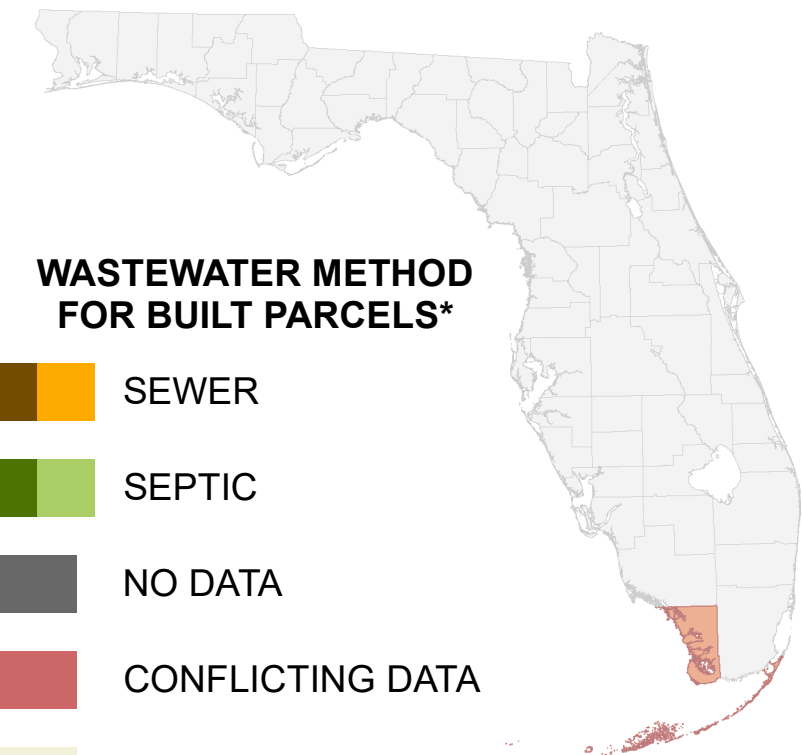 WASTEWATER METHOD
FOR BUILT PARCELS*
SEWER
SEPTIC
NO DATA
CONFLICTING DATA